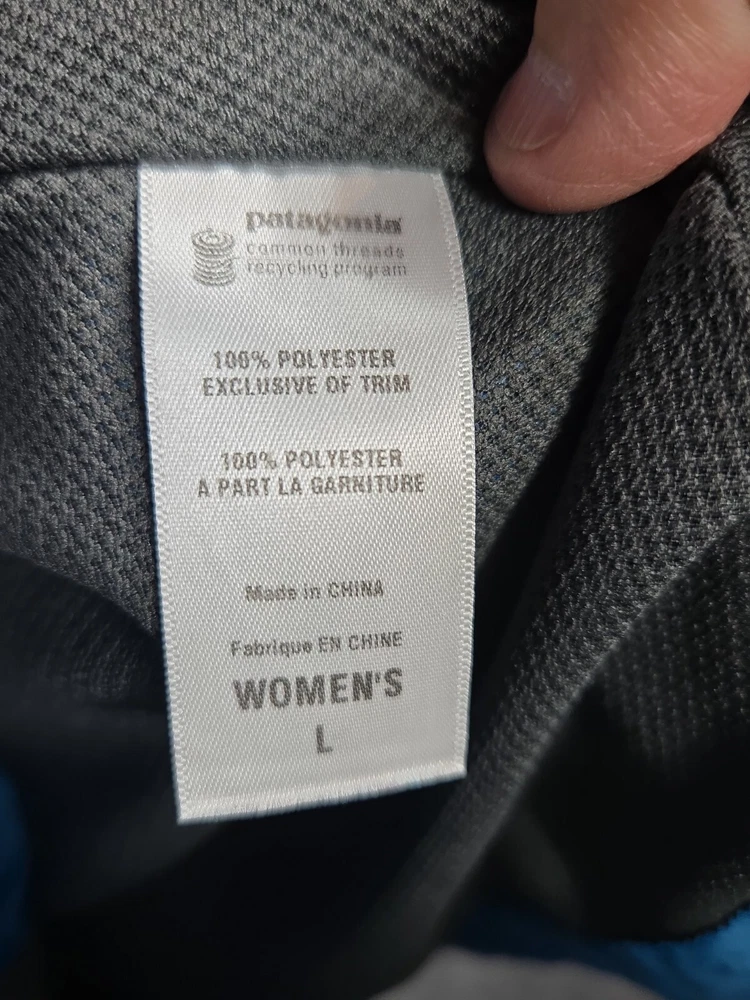 patagonia
common threads
recycling program
100% POLYESTER
EXCLUSIVE OF TRIM
100% POLYESTER
A PART LA GARNITURE
Made in CHINA
Fabrique EN CHINE
WOMEN'S
L